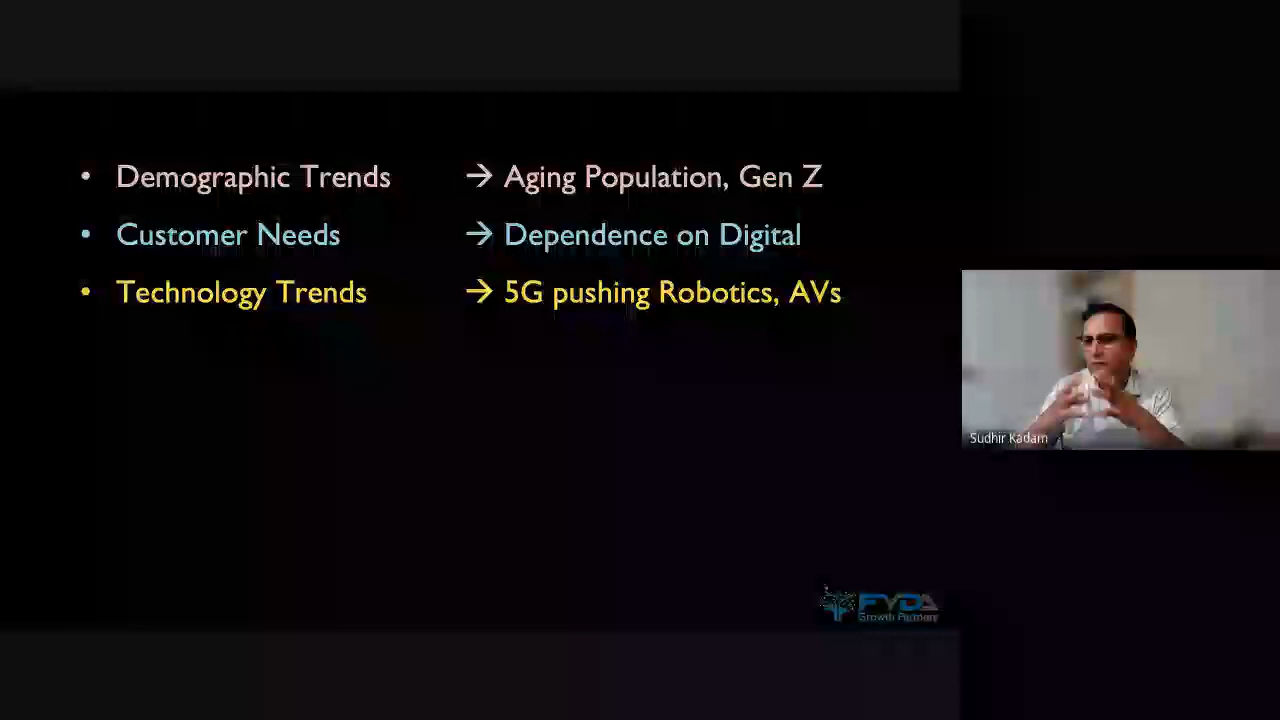 • Demographic Trends → Aging Population, Gen Z
• Customer Needs → Dependence on Digital
• Technology Trends → 5G pushing Robotics, AVs
Sudhir Kadam
FYDA
Growth Partners